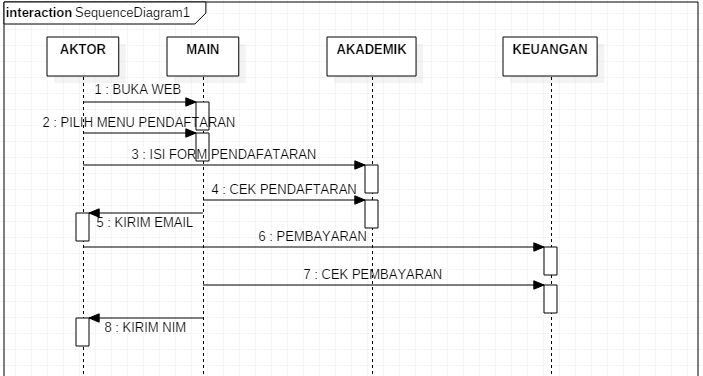 interaction SequenceDiagram1
AKTOR
MAIN
AKADEMIK
KEUANGAN
1 : BUKA WEB
2 : PILIH MENU PENDAFTARAN
3 : ISI FORM PENDAFATARAN
4 : CEK PENDAFTARAN
5 : KIRIM EMAIL
6 : PEMBAYARAN
7 : CEK PEMBAYARAN
8 : KIRIM NIM